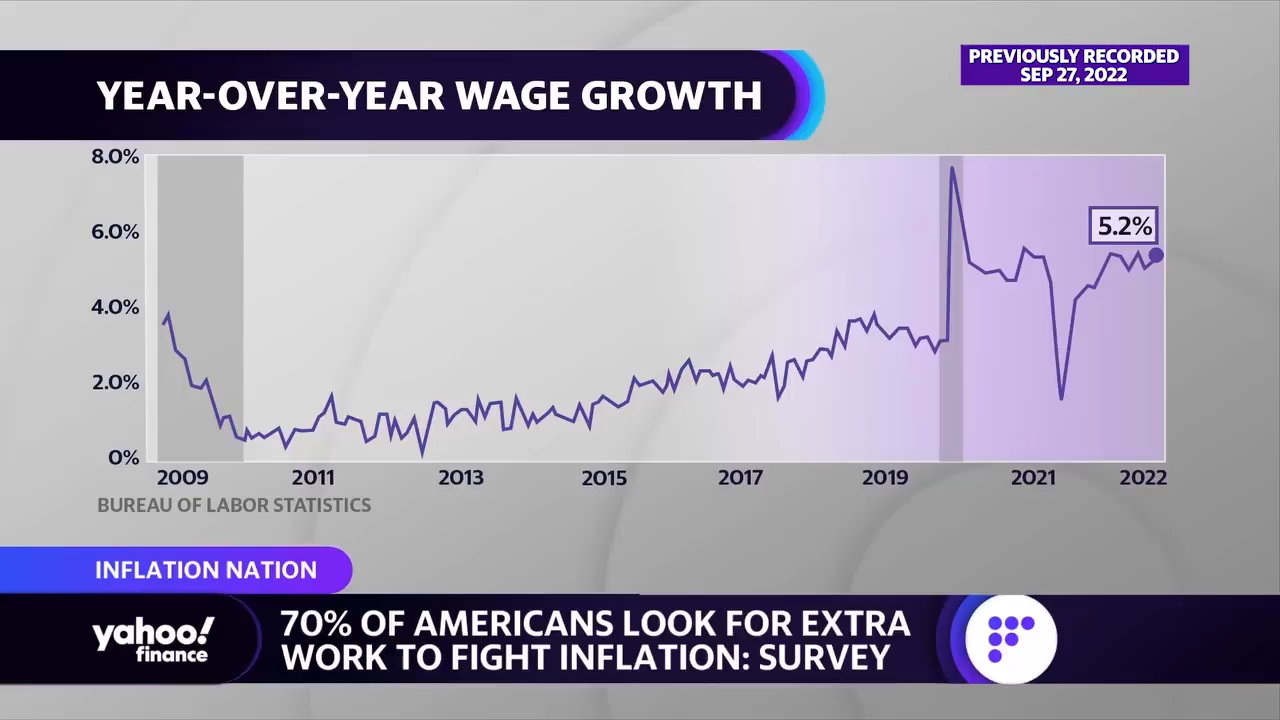 PREVIOUSLY RECORDED
SEP 27, 2022
YEAR-OVER-YEAR WAGE GROWTH
8.0%
6.0%
4.0%
2.0%
0%
5.2%
2009 2011 2013 2015 2017 2019 2021 2022
BUREAU OF LABOR STATISTICS
INFLATION NATION
yahoo!
finance
70% OF AMERICANS LOOK FOR EXTRA
WORK TO FIGHT INFLATION: SURVEY